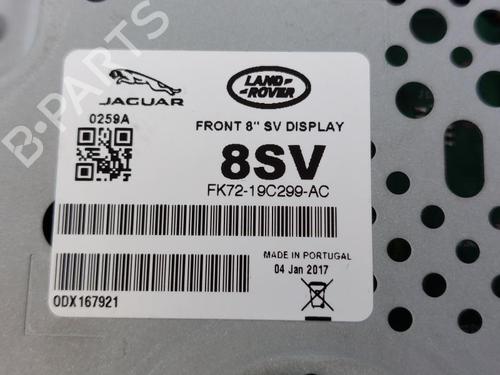 B-PARTS
JAGUAR
LAND-
ROVER
0259A
FRONT 8" SV DISPLAY
8SV
FK72-19C299-AC
MADE IN PORTUGAL
04 Jan 2017
ODX167921